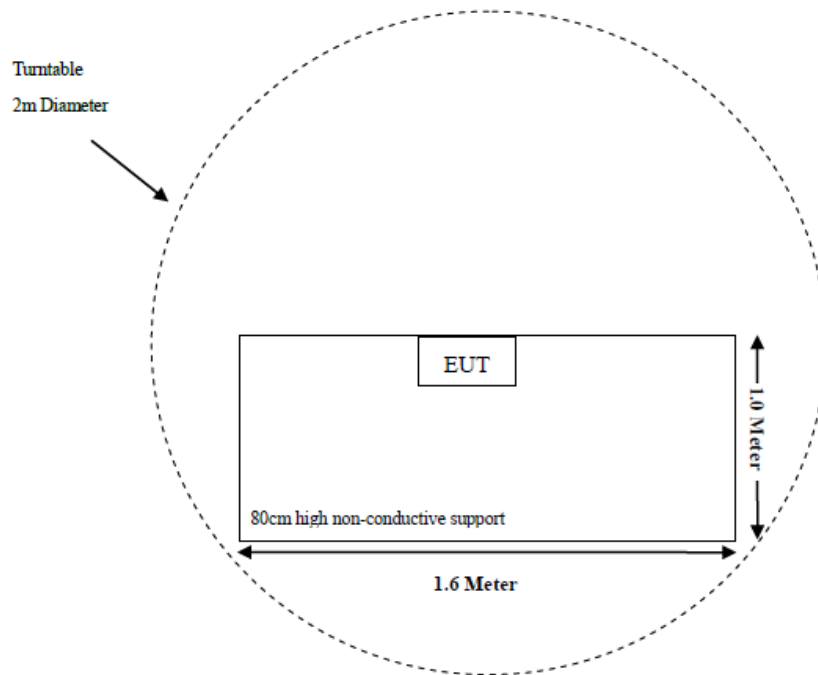 Turntable
2m Diameter
EUT
1.0 Meter
80cm high non-conductive support
1.6 Meter